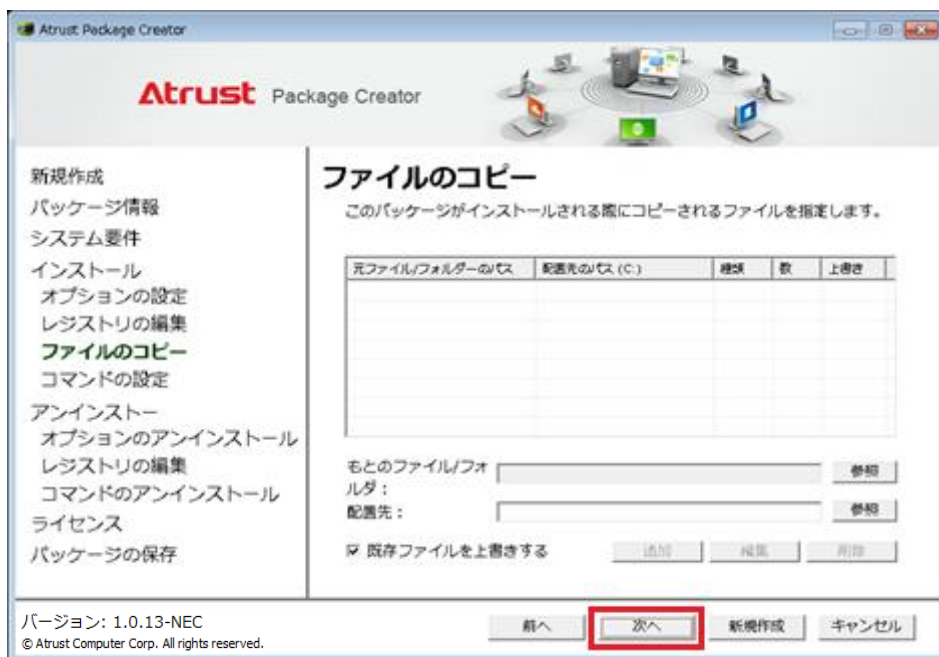 Atrust Package Creator
Atrust Package Creator
新規作成
パッケージ情報
システム要件
インストール
オプションの設定
レジストリの編集
ファイルのコピー
コマンドの設定
アンインストー
オプションのアンインストール
レジストリの編集
コマンドのアンインストール
ライセンス
パッケージの保存
ファイルのコピー
このパッケージがインストールされる際にコピーされるファイルを指定します。
元ファイル/フォルダーのパス 配置先のパス (C:) 種類 数 上書き
もとのファイル/フォ
ルダ:
参照
配置先:
参照
既存ファイルを上書きする 追加 編集 削除
バージョン: 1.0.13-NEC
© Atrust Computer Corp. All rights reserved.
前へ 次へ 新規作成 キャンセル